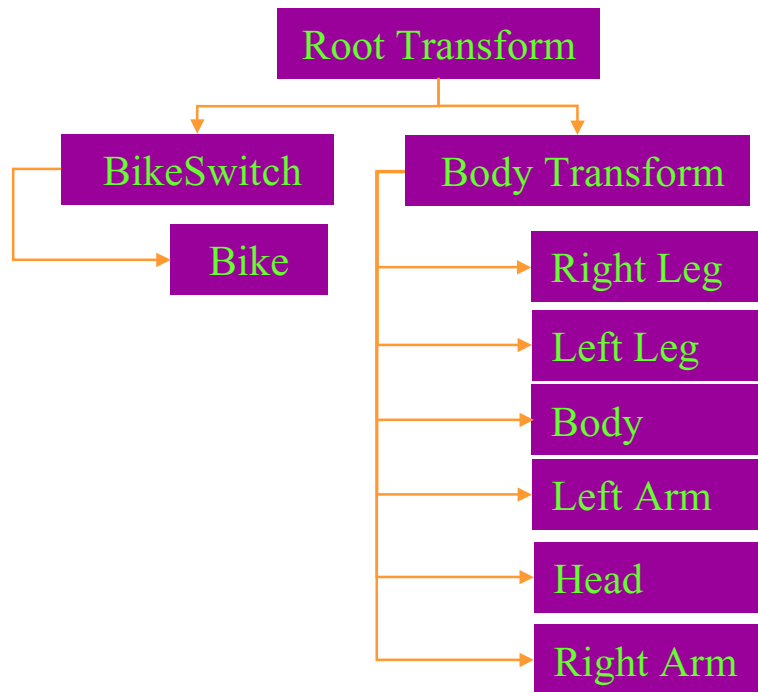 Root Transform
BikeSwitch
Body Transform
Bike
Right Leg
Left Leg
Body
Left Arm
Head
Right Arm